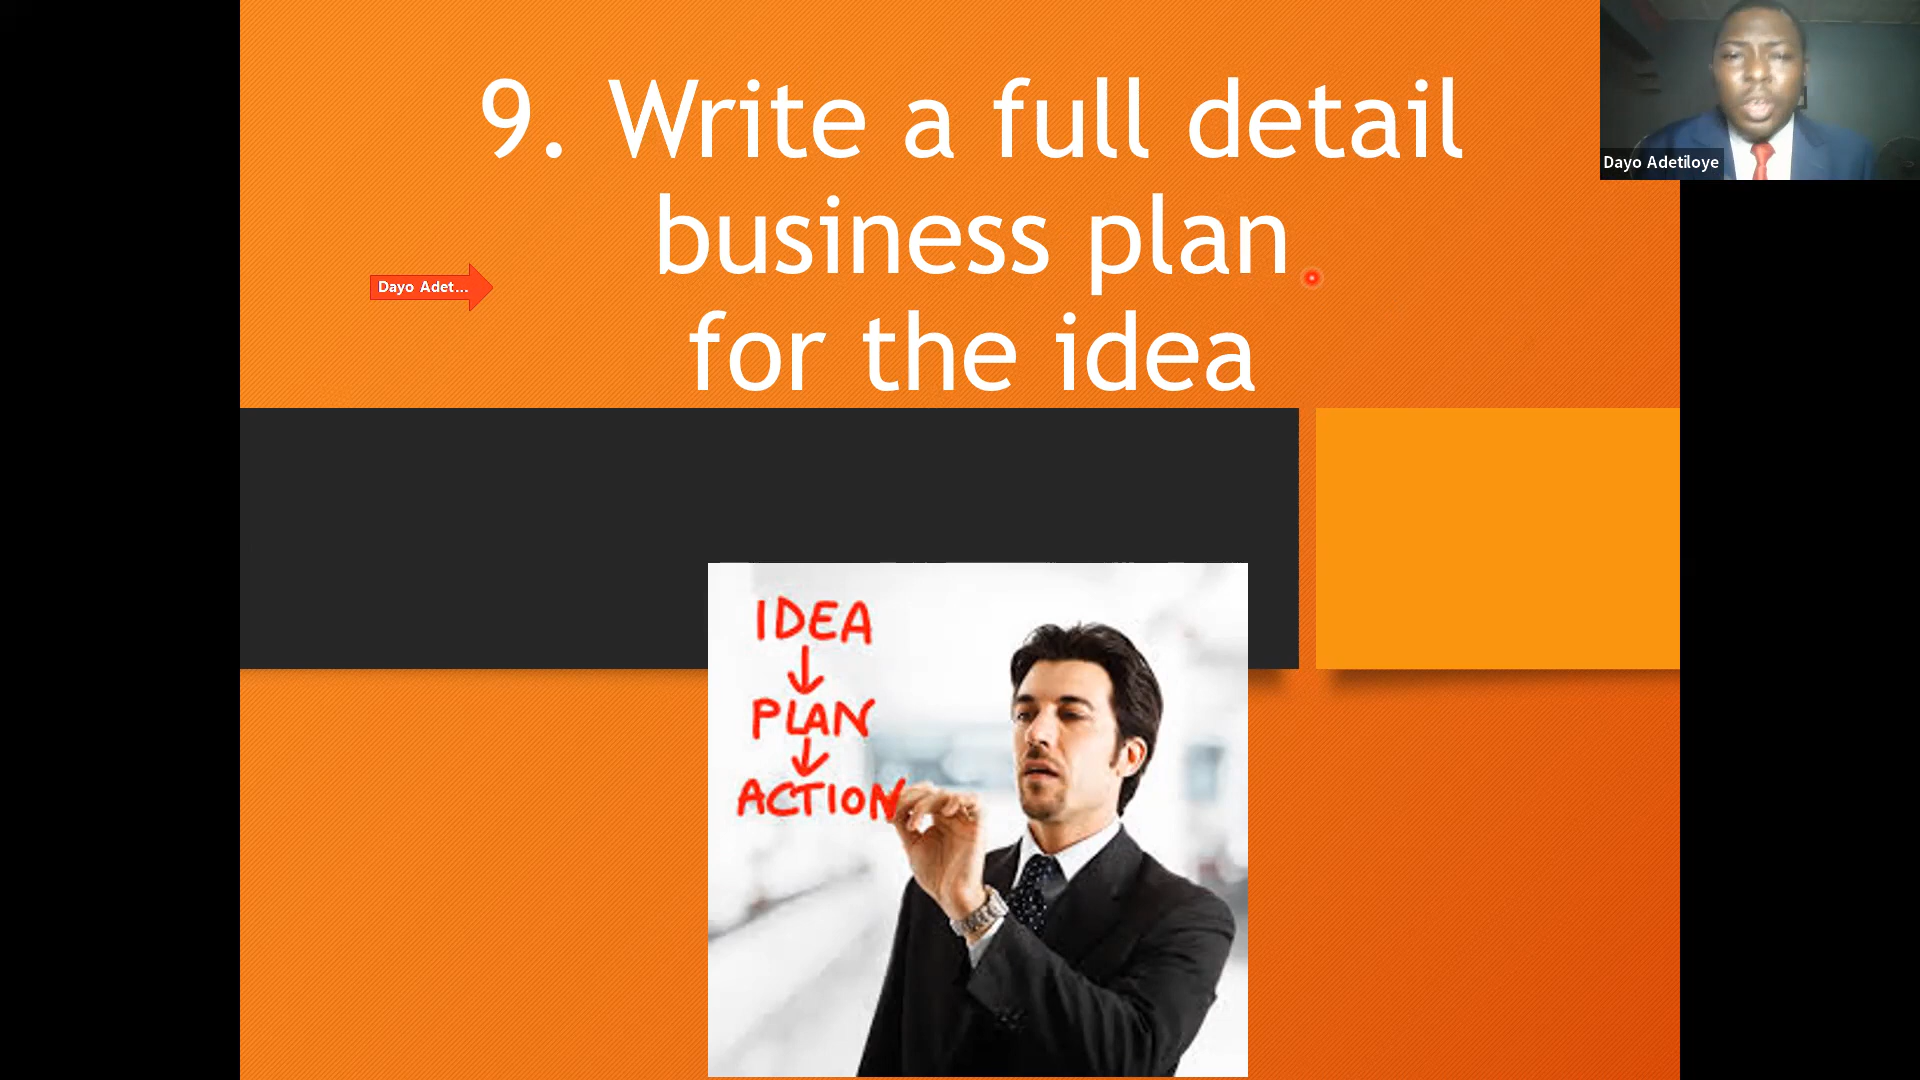 9. Write a full detail
business plan
for the idea
Dayo Adetiloye
Dayo Adet...
IDEA
PLAN
ACTION